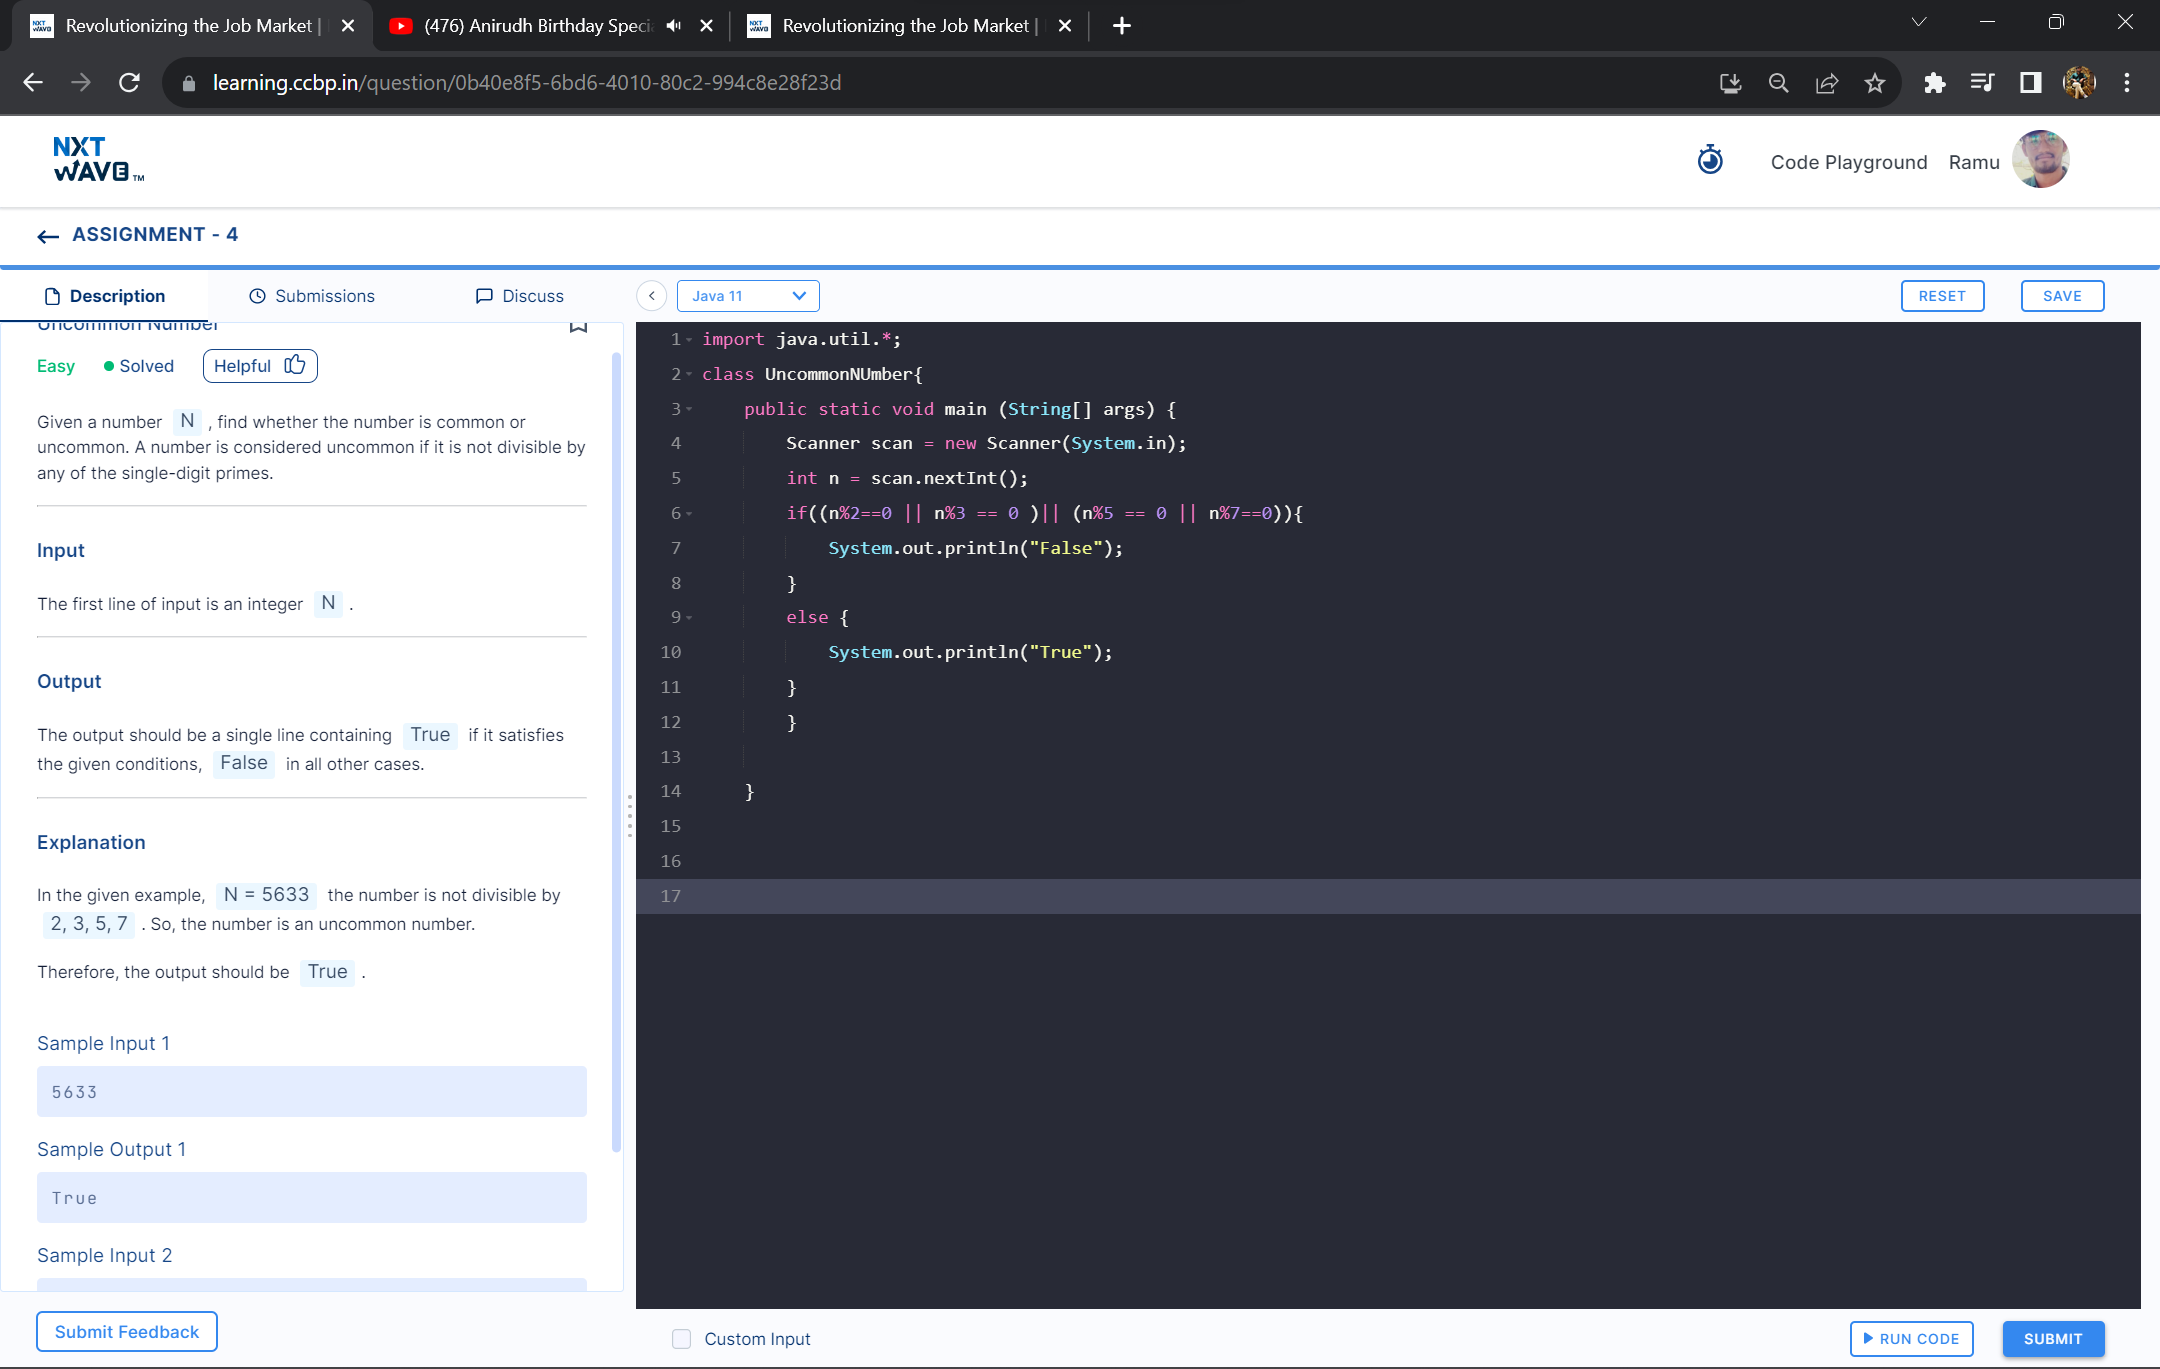 Revolutionizing the Job Market |
(476) Anirudh Birthday Speci
Revolutionizing the Job Market |
learning.ccbp.in/question/0b40e8f5-6bd6-4010-80c2-994c8e28f23d
NXT
WAVE TM
Code Playground
Ramu
ASSIGNMENT - 4
Description
Submissions
Discuss
Java 11
RESET
SAVE
Uncommon Number
Easy
Solved
Helpful
Given a number N , find whether the number is common or
uncommon. A number is considered uncommon if it is not divisible by
any of the single-digit primes.
Input
The first line of input is an integer N .
Output
The output should be a single line containing True if it satisfies
the given conditions, False in all other cases.
Explanation
In the given example, N = 5633 the number is not divisible by
2, 3, 5, 7 . So, the number is an uncommon number.
Therefore, the output should be True .
Sample Input 1
5633
Sample Output 1
True
Sample Input 2
Submit Feedback
1 import java.util.*;
2 class UncommonNUmber{
3 public static void main (String[] args) {
4 Scanner scan = new Scanner(System.in);
5 int n = scan.nextInt();
6 if((n%2==0 || n%3 == 0 )|| (n%5 == 0 || n%7==0)){
7 System.out.println("False");
8 }
9 else {
10 System.out.println("True");
11 }
12 }
13
14 }
15
16
17
Custom Input
RUN CODE
SUBMIT